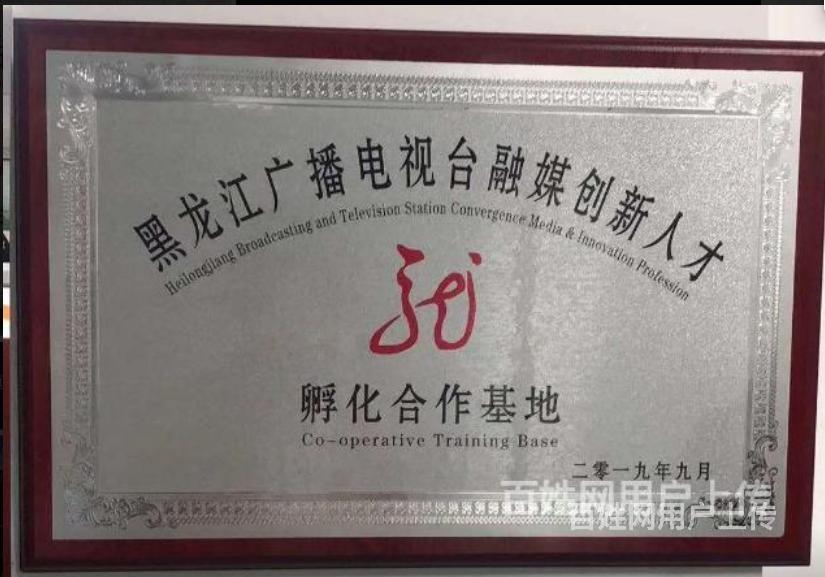 黑龙江广播电视台融媒创新人才
Heilongjiang Broadcasting and Television Station Convergence Media & Innovation Profession
孵化合作基地
Co-operative Training Base
二零一九年九月
百姓网用户上传
百姓网用户上传